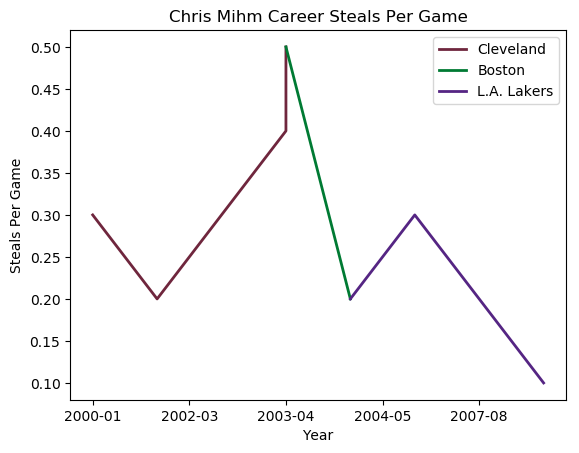 Chris Mihm Career Steals Per Game
Cleveland
Boston
L.A. Lakers
Steals Per Game
0.50
0.45
0.40
0.35
0.30
0.25
0.20
0.15
0.10
2000-01 2002-03 2003-04 2004-05 2007-08
Year